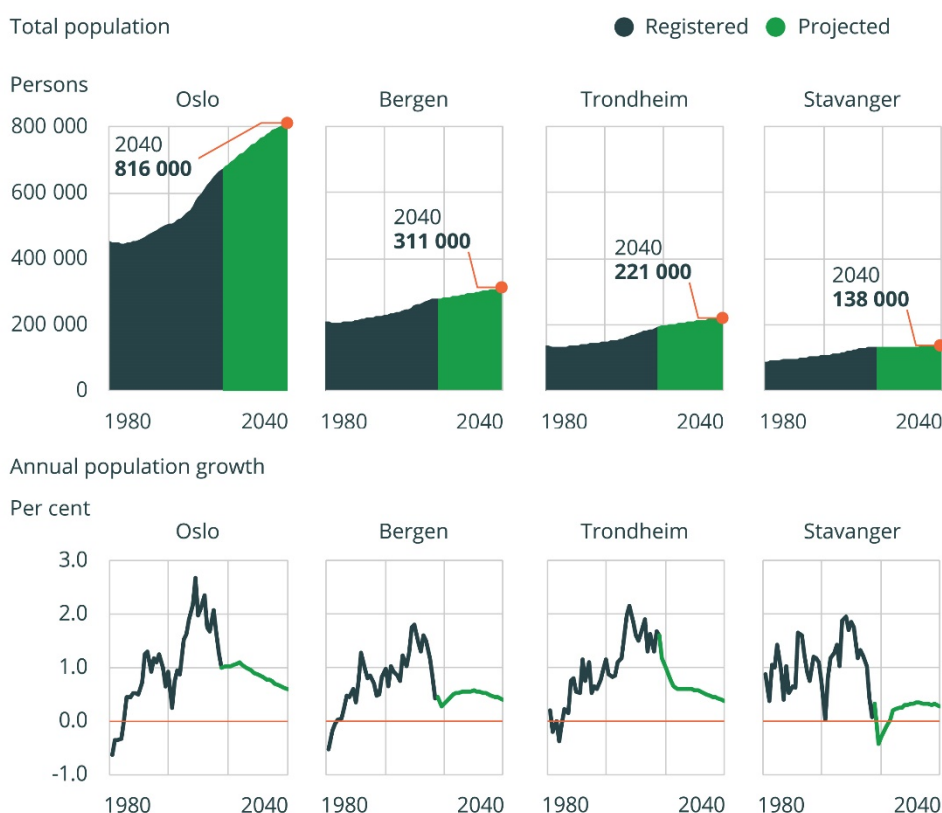 Total population
Registered Projected
Persons
Oslo Bergen Trondheim Stavanger
800 000
2040
816 000
600 000
2040
311 000
2040
221 000
2040
138 000
400 000
200 000
0
1980 2040 1980 2040 1980 2040 1980 2040
Annual population growth
Per cent
Oslo Bergen Trondheim Stavanger
3.0
2.0
1.0
0.0
-1.0
1980 2040 1980 2040 1980 2040 1980 2040